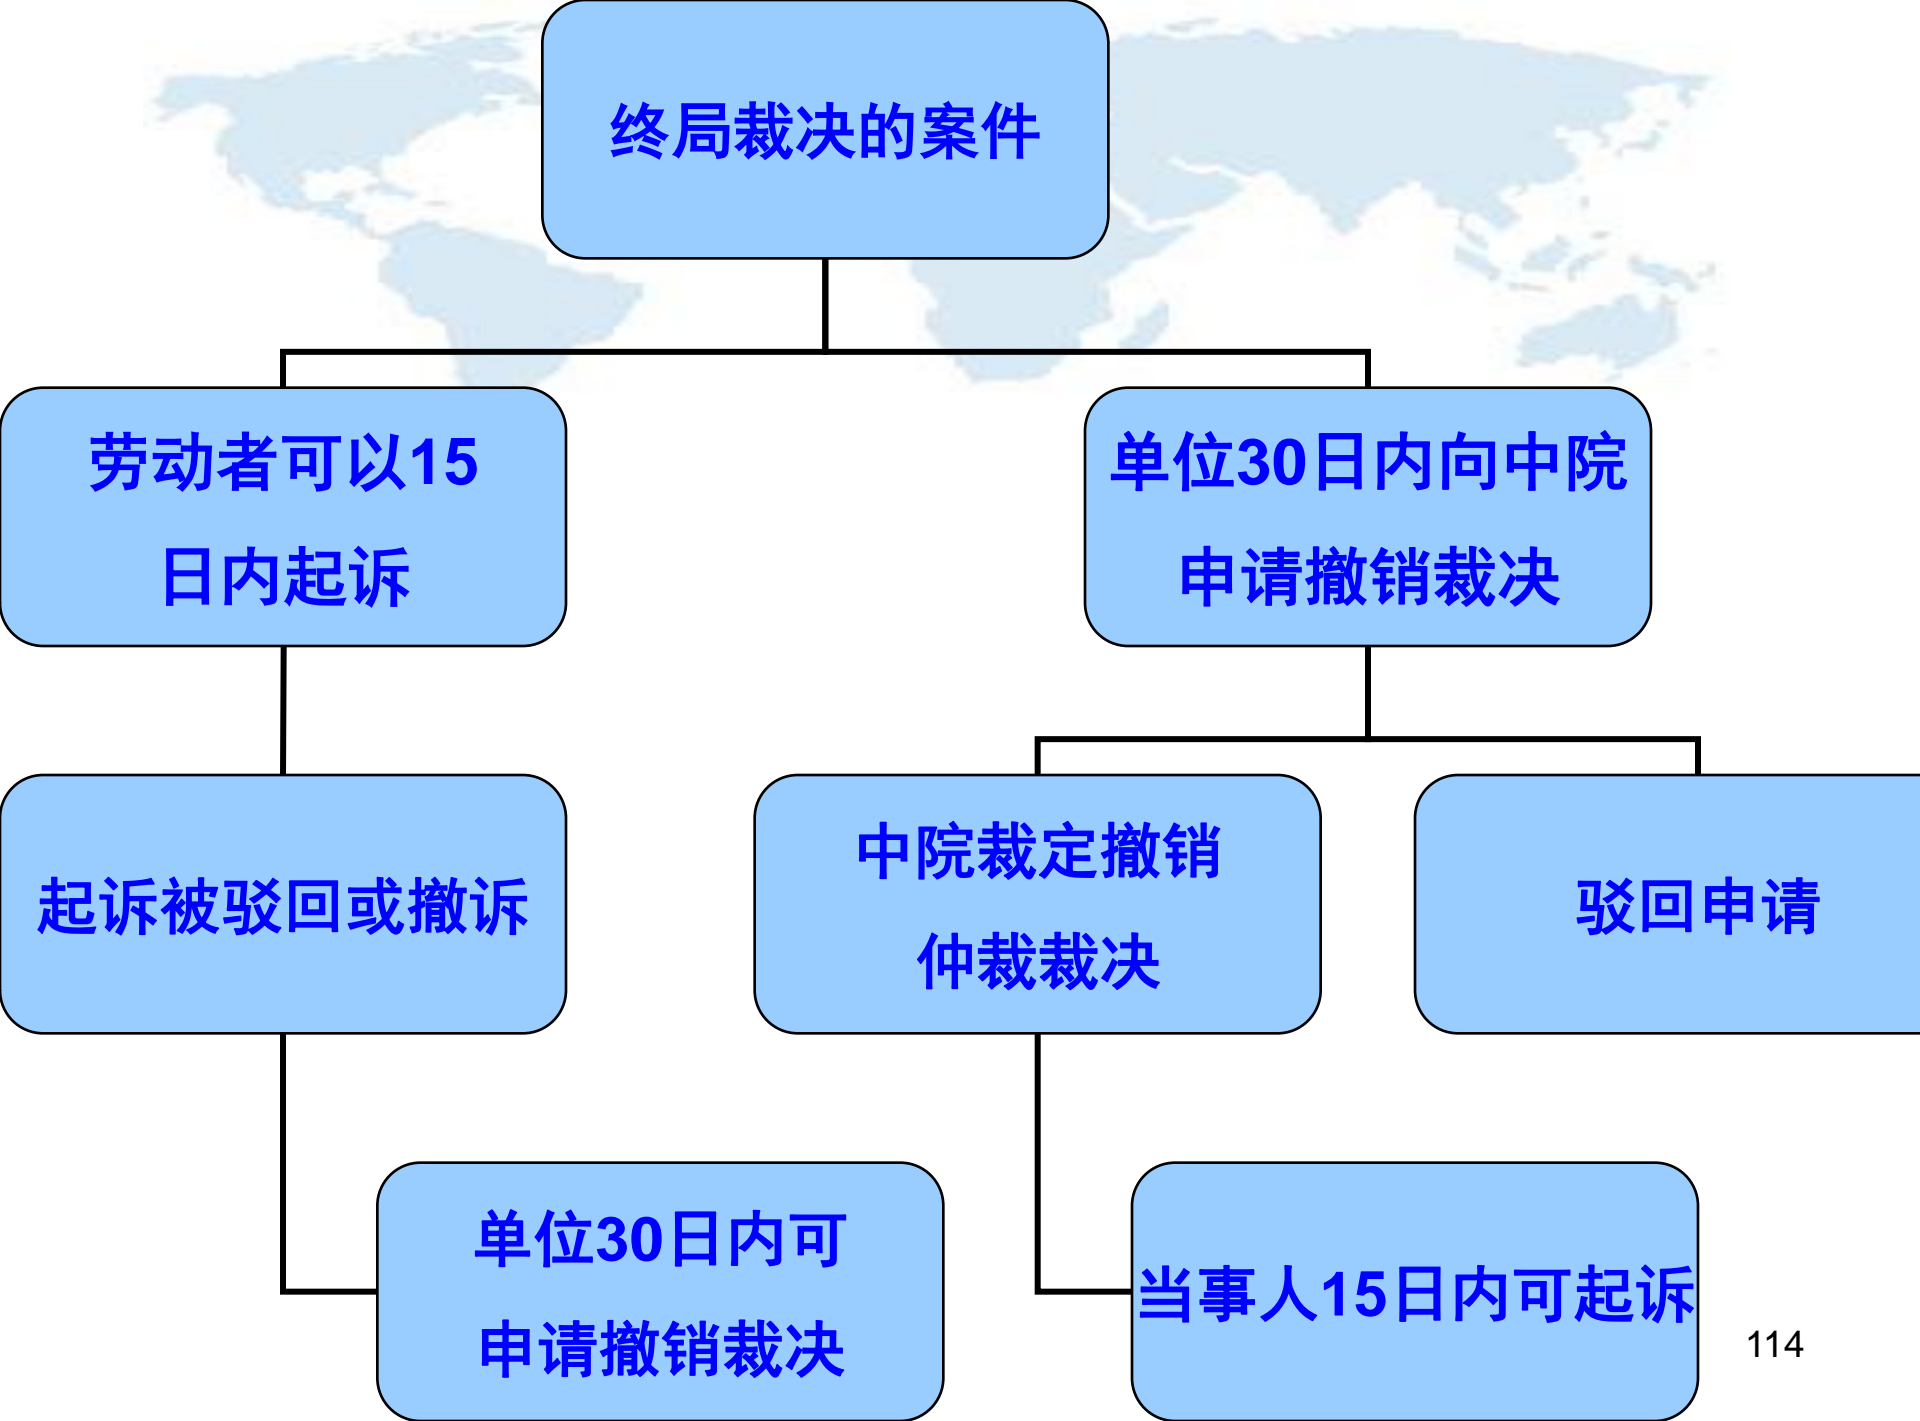 终局裁决的案件
劳动者可以15
日内起诉
单位30日内向中院
申请撤销裁决
起诉被驳回或撤诉
中院裁定撤销
仲裁裁决
驳回申请
单位30日内可
申请撤销裁决
当事人15日内可起诉
114